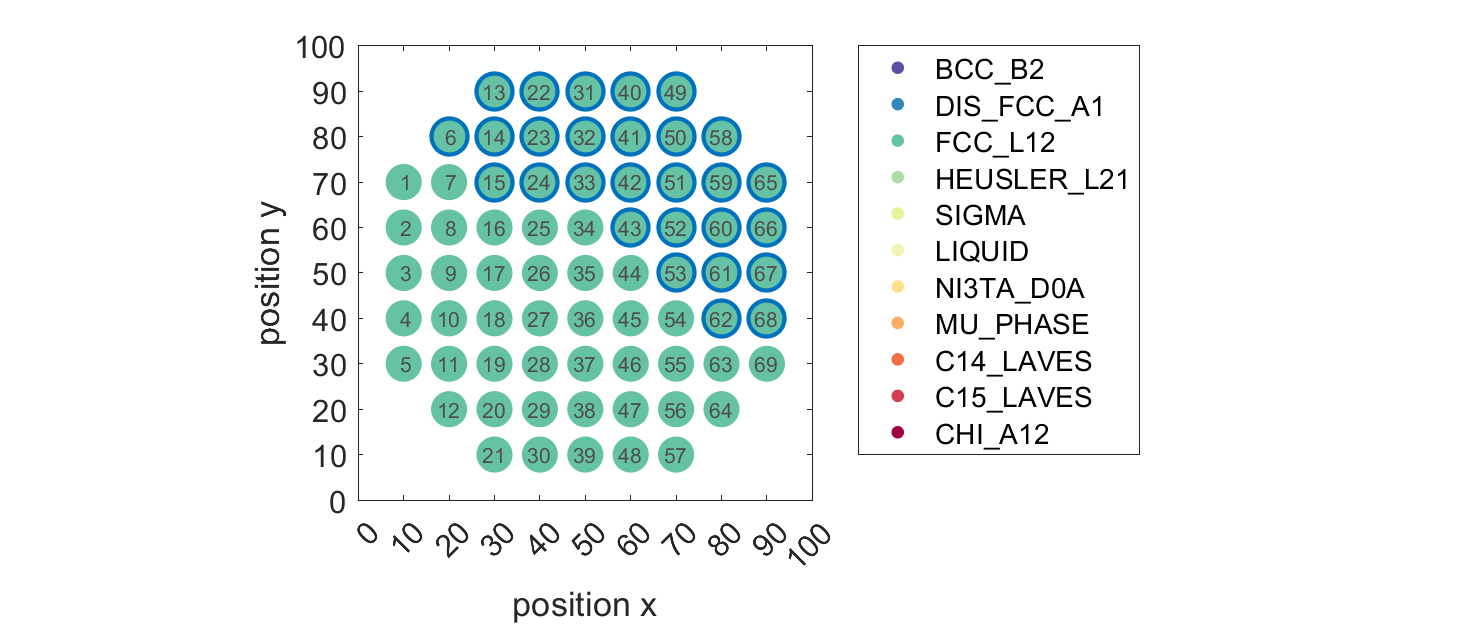 100
90
80
70
60
50
40
30
20
10
0
position y
13 22 31 40 49
6 14 23 32 41 50 58
1 7 15 24 33 42 51 59 65
2 8 16 25 34 43 52 60 66
3 9 17 26 35 44 53 61 67
4 10 18 27 36 45 54 62 68
5 11 19 28 37 46 55 63 69
12 20 29 38 47 56 64
21 30 39 48 57
0 10 20 30 40 50 60 70 80 90 100
position x
BCC_B2
DIS_FCC_A1
FCC_L12
HEUSLER_L21
SIGMA
LIQUID
NI3TA_D0A
MU_PHASE
C14_LAVES
C15_LAVES
CHI_A12